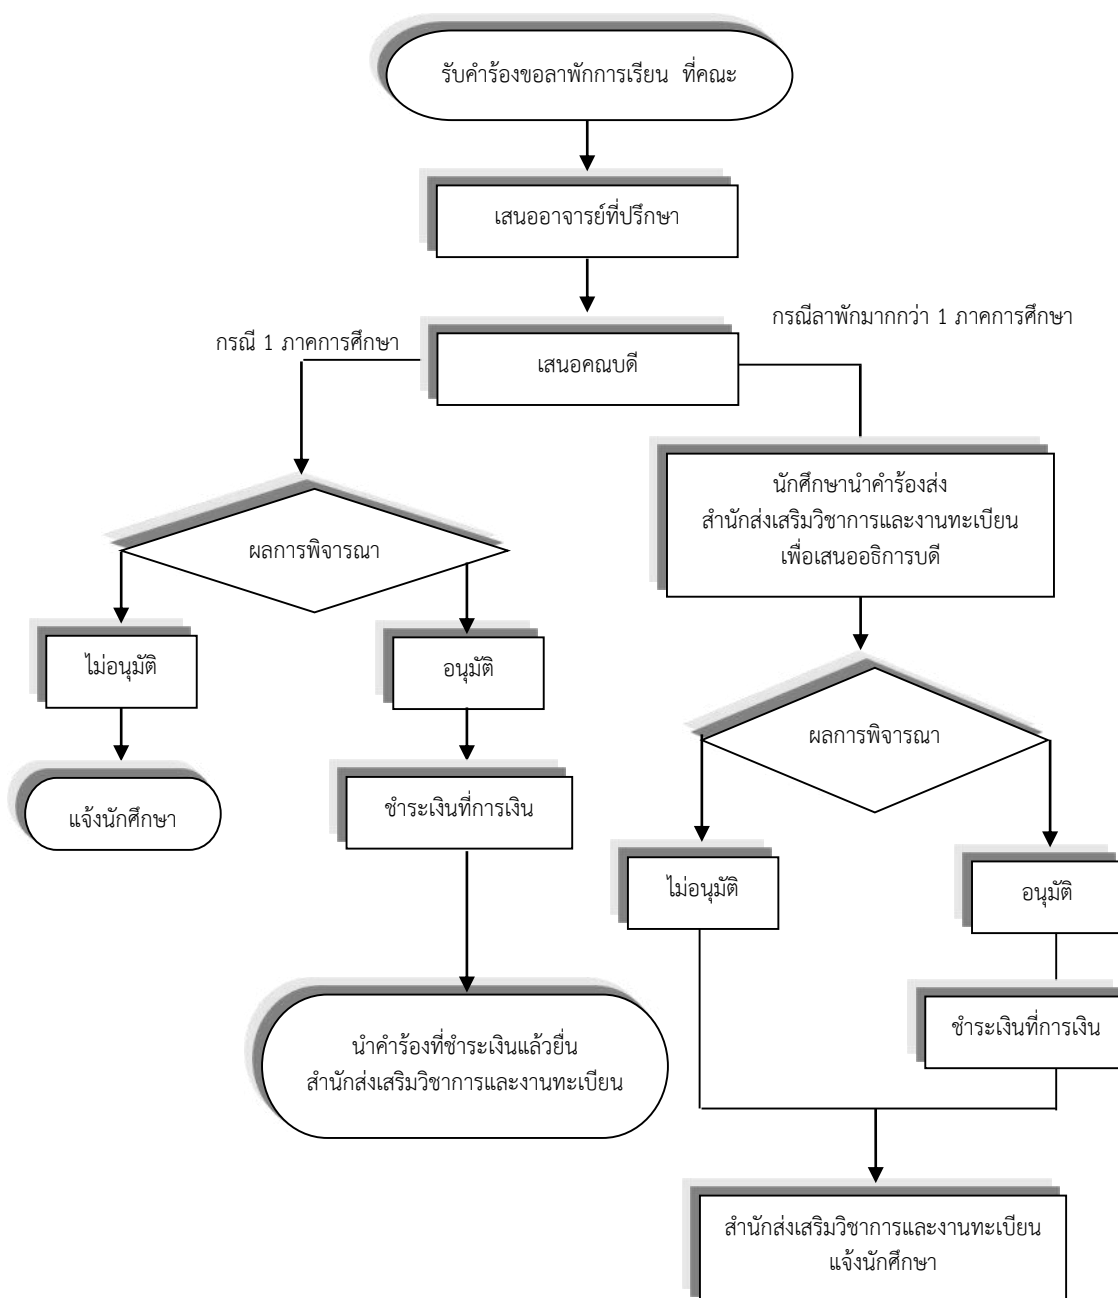 รับคำร้องขอลาพักการเรียน ที่คณะ
เสนออาจารย์ที่ปรึกษา
กรณีลาพักมากกว่า 1 ภาคการศึกษา
กรณี 1 ภาคการศึกษา
เสนอคณบดี
นักศึกษานำคำร้องส่ง
สำนักส่งเสริมวิชาการและงานทะเบียน
เพื่อเสนออธิการบดี
ผลการพิจารณา
ไม่อนุมัติ
อนุมัติ
ผลการพิจารณา
แจ้งนักศึกษา
ชำระเงินที่การเงิน
ไม่อนุมัติ
อนุมัติ
ชำระเงินที่การเงิน
นำคำร้องที่ชำระเงินแล้วยื่น
สำนักส่งเสริมวิชาการและงานทะเบียน
สำนักส่งเสริมวิชาการและงานทะเบียน
แจ้งนักศึกษา